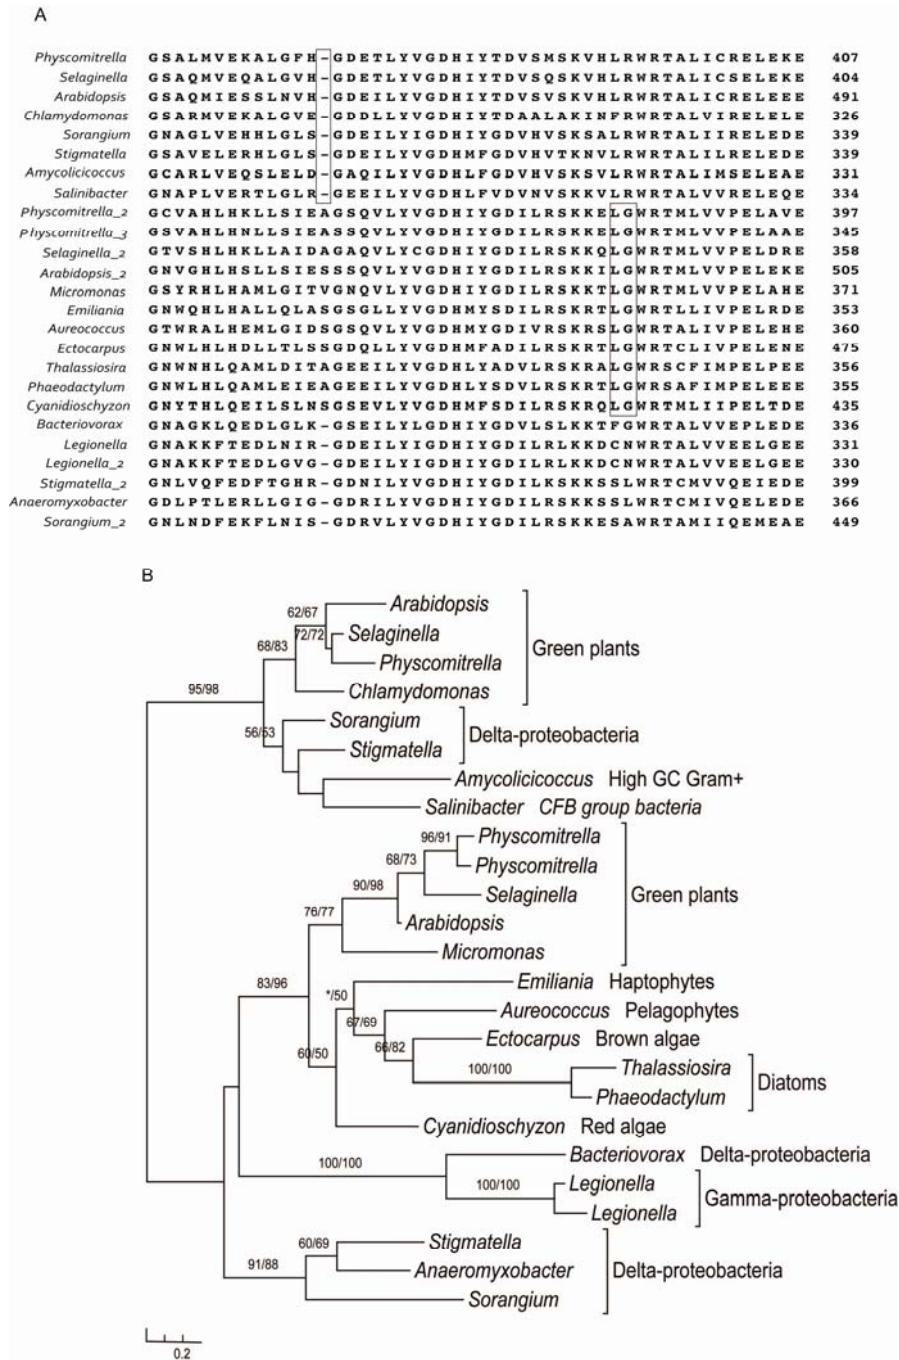 A
Physcomitrella GSALMVEKALGFH-GDETLYVGDHIYTDVSMSKVHLRWRTALICRELEKE 407
Selaginella GSAQMVEQALGVH-GDETLYVGDHIYTDVSQSKVHLRWRTALICSELEKE 404
Arabidopsis GSAQMIESSLNVH-GDEILYVGDHIYTDVSVSKVHLRWRTALICRELEEE 491
Chlamydomonas GSARMVEKALGVE-GDDLLYVGDHIYTDAALAKINFRWRTALVIRELEDE 326
Sorangium GNAGLVEHHLGLS-GDEILYIGDHIYGDVHVSKSALRWRTALILRELEDE 339
Stigmatella GSAVELERHLGLS-GDEILYVGDHMFGDVHVTKNVLRWRTALILRSELEDE 339
Amycolicicoccus GCARLVEQSLELD-GAQILYVGDHLFGDVHVSKSVLRWRTALIMSELEAE 331
Salinibacter GNAPLVERTLGLR-GEEILYVGDHLFVDVNVSKKVLRWRTALVVRELEQE 334
Physcomitrella_2 GCVAHLHKLLSIEAGSQVLYVGDHIYGDILRSKKELGWRTMLVVPELAVE 397
Physcomitrella_3 GSVAHLHNLLSIEASSQVLYVGDHIYGDILRSKKELGWRTMLVVPELAAE 345
Selaginella_2 GTVSHLHKLLAIDAGAQVLYCGDHIYGDILRSKKQLGWRTMLVVPELDRE 358
Arabidopsis_2 GNVGHLHSLLSIESSSQVLYVGDHIYGDILRSKKILGWRTMLVVPELEKE 505
Micromonas GSYRHLHAMLGITVGNQVLYVGDHIYGDILRSKKTLGWRTMLVVPELAHE 371
Emiliania GNWQHLHALLQLASGSGLLYVGDHMYSDILRSKRTLGWRTLLIVPELRDE 353
Aureococcus GTWRALHEMLGIDSGSQVLYVGDHMYGDIVRSKRSLGWRTALIVPELEHE 360
Ectocarpus GNWLHLHDLLTLSSGDQLLYVGDHMFADILRSKRTLGWRTCLIVPELENE 475
Thalassiosira GNWNHLQAMLDITAGEEILYVGDHLYADVLRSKRALGWRSCFIMPELPEE 356
Phaeodactylum GNWLHLQAMLEIEAGEEILYVGDHLYSDVLRSKRTLGWRSAFIMPELEEE 355
Cyanidioschyzon GNYTHLQEILSLNSGSEVLYVGDHMFSDILRSKRQLGWRTMLIIPELTDE 435
Bacteriovorax GNAGKLQEDLGLK-GSEILYLGDHIYGDVLSLKKTFGWRTALVVEPLEDE 336
Legionella GNAKKFTEDLNIR-GDEILYIGDHIYGDILRLKKDCNWRTALVVEELGEE 331
Legionella_2 GNAKKFTEDLGVG-GDEILYIGDHIYGDILRLKKDCNWRTALVVEELGEE 330
Stigmatella_2 GNLVQFEDFTGHR-GDNILYVGDHIYGDILRSKKSSLWRTCMVVQEIEDE 399
Anaeromyxobacter GDLPTLERLLGIG-GDRILYVGDHIYGDILRSKKSSLWRTCMIVQELEDE 366
Sorangium_2 GNLNDFEKFLNIS-GDRVLYVGDHIYGDILRSKKESAWRTAMIIQEMEAE 449
B
62/67 Arabidopsis
72/72 Selaginella
Green plants
68/83 Physcomitrella
95/98 Chlamydomonas
56/53 Sorangium
Delta-proteobacteria
Stigmatella
Amycolicicoccus High GC Gram+
Salinibacter CFB group bacteria
96/91 Physcomitrella
68/73 Physcomitrella
90/98 Selaginella
Green plants
76/77 Arabidopsis
Micromonas
83/96 Emiliania Haptophytes
*/50
67/69 Aureococcus Pelagophytes
60/50 66/82 Ectocarpus Brown algae
100/100 Thalassiosira
Diatoms
Phaeodactylum
Cyanidioschyzon Red algae
100/100 Bacteriovorax Delta-proteobacteria
100/100 Legionella
Gamma-proteobacteria
Legionella
60/69 Stigmatella
91/88 Anaeromyxobacter
Delta-proteobacteria
Sorangium
0.2